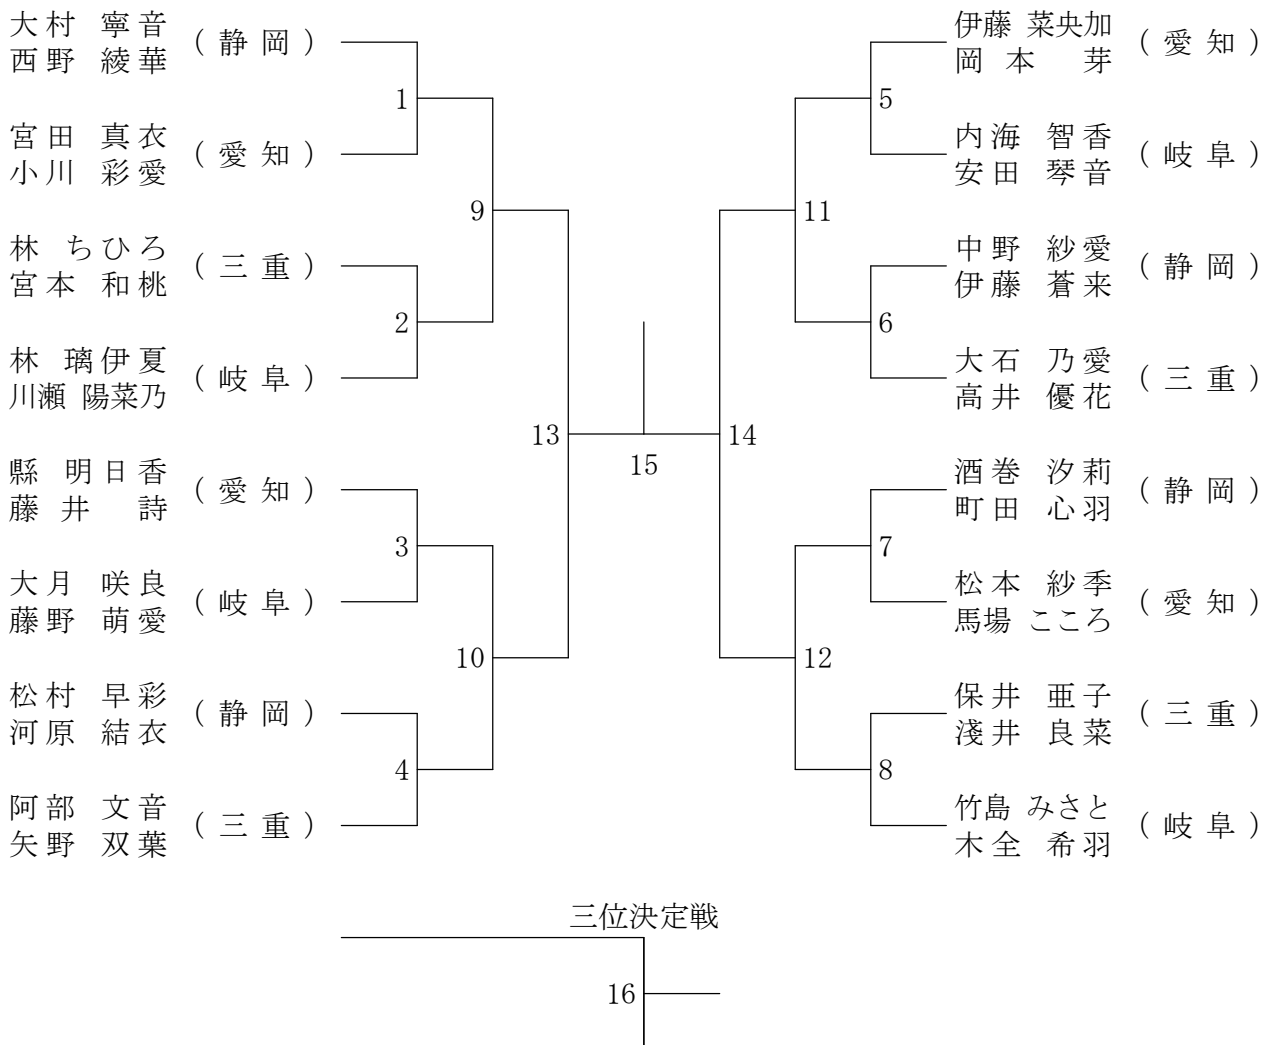 大村 寧音
西野 綾華
(静岡)
1
宮田 真衣
小川 彩愛
(愛知)
9
林 ちひろ
宮本 和桃
(三重)
2
林 璃伊夏
川瀬 陽菜乃
(岐阜)
13
縣 明日香
藤井 詩
(愛知)
3
大月 咲良
藤野 萌愛
(岐阜)
10
松村 早彩
河原 結衣
(静岡)
4
阿部 文音
矢野 双葉
(三重)
15
伊藤 菜央加
岡本 芽
(愛知)
5
内海 智香
安田 琴音
(岐阜)
11
中野 紗愛
伊藤 蒼来
(静岡)
6
大石 乃愛
高井 優花
(三重)
14
酒巻 汐莉
町田 心羽
(静岡)
7
松本 紗季
馬場 こころ
(愛知)
12
保井 亜子
淺井 良菜
(三重)
8
竹島 みさと
木全 希羽
(岐阜)
三位決定戦
16